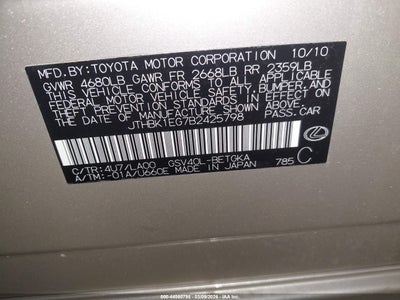 MFD.BY:TOYOTA MOTOR CORPORATION 10/10
GVWR 4680LB GAWR FR 2668LB RR 2359LB
THIS VEHICLE CONFORMS TO ALL APPLICABLE
FEDERAL MOTOR VEHICLE SAFETY, BUMPER, AND
THEFT PREVENTION STANDARDS IN EFFECT ON
THE DATE OF MANUFACTURE SHOWN ABOVE.
JTHBK1EG7B2425798 PASS.CAR
C/TR:4U7/LA00 GSV40L-BETGKA
A/TM:-01A/U660E MADE IN JAPAN 785 C